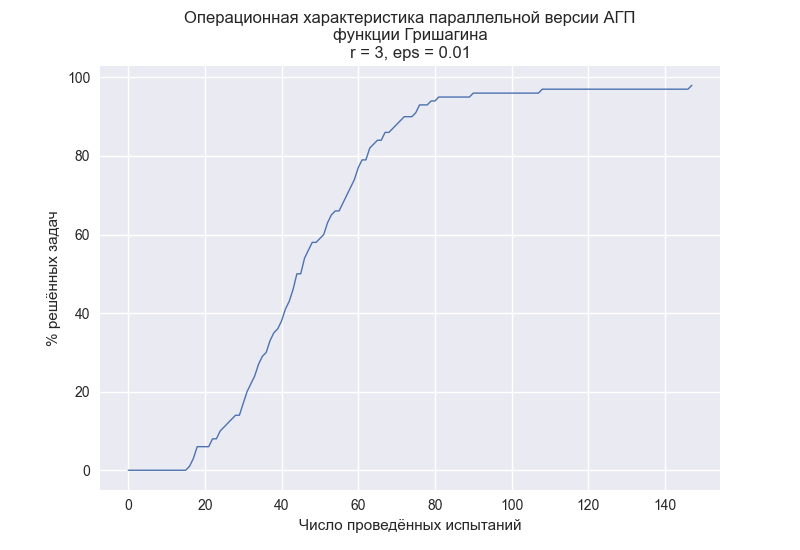 Операционная характеристика параллельной версии АГП
функции Гришагина
r = 3, eps = 0.01
100
80
60
40
20
0
% решённых задач
0 20 40 60 80 100 120 140
Число проведённых испытаний